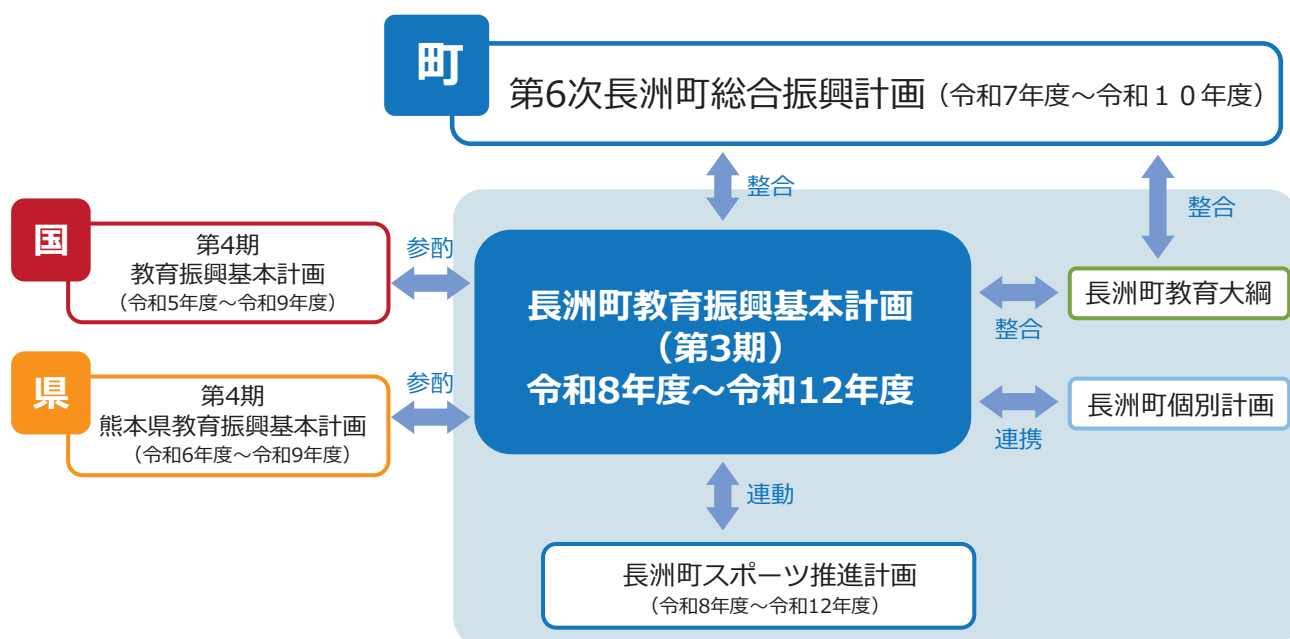 町
第6次長洲町総合振興計画（令和7年度～令和１０年度）
整合
整合
国
第4期
教育振興基本計画
（令和5年度～令和9年度）
参酌
県
第4期
熊本県教育振興基本計画
（令和6年度～令和9年度）
参酌
長洲町教育振興基本計画
（第3期）
令和8年度～令和12年度
整合
長洲町教育大綱
連携
長洲町個別計画
連動
長洲町スポーツ推進計画
（令和8年度～令和12年度）